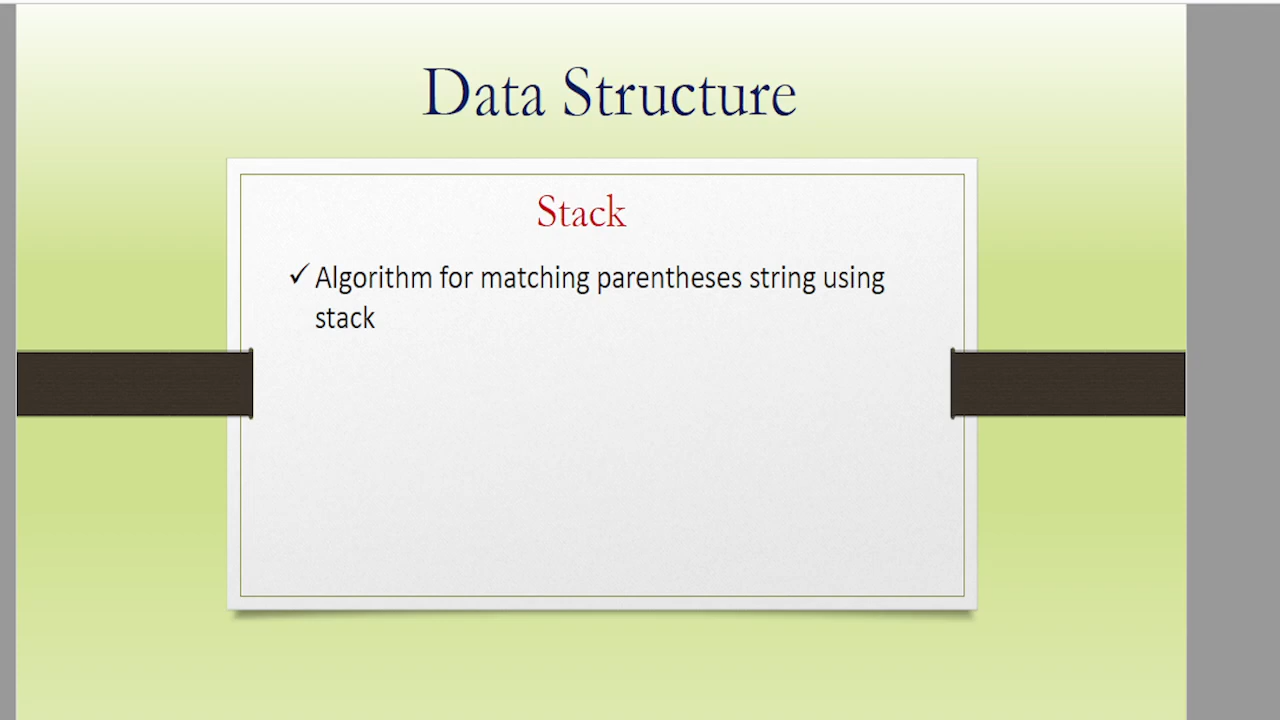 Data Structure
Stack
✓ Algorithm for matching parentheses string using
stack